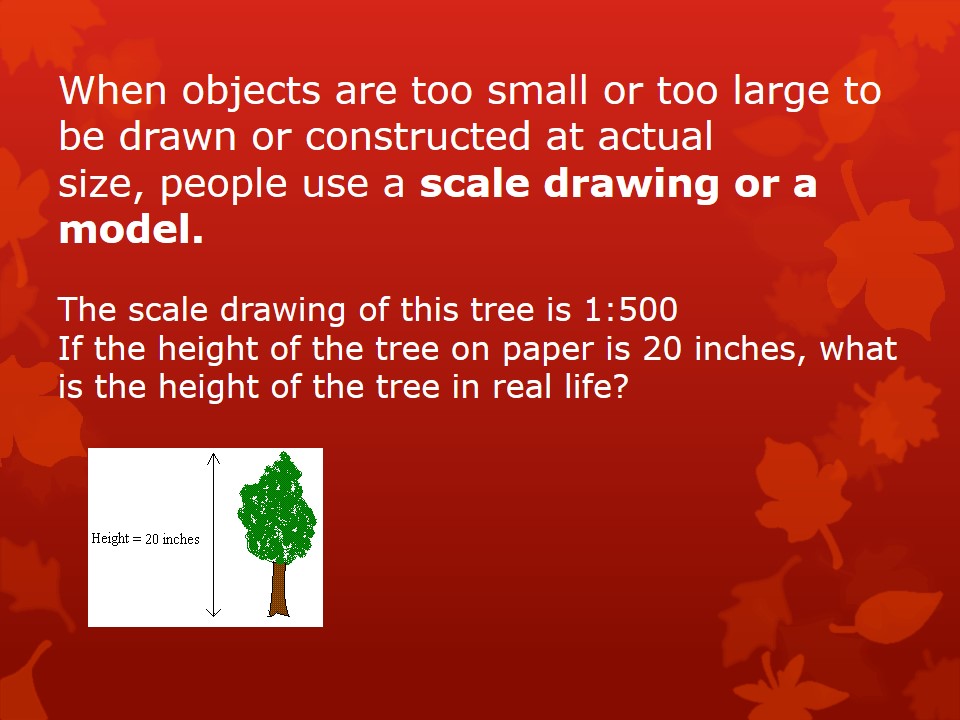 When objects are too small or too large to
be drawn or constructed at actual
size, people use a scale drawing or a
model.
The scale drawing of this tree is 1:500
If the height of the tree on paper is 20 inches, what
is the height of the tree in real life?
Height = 20 inches